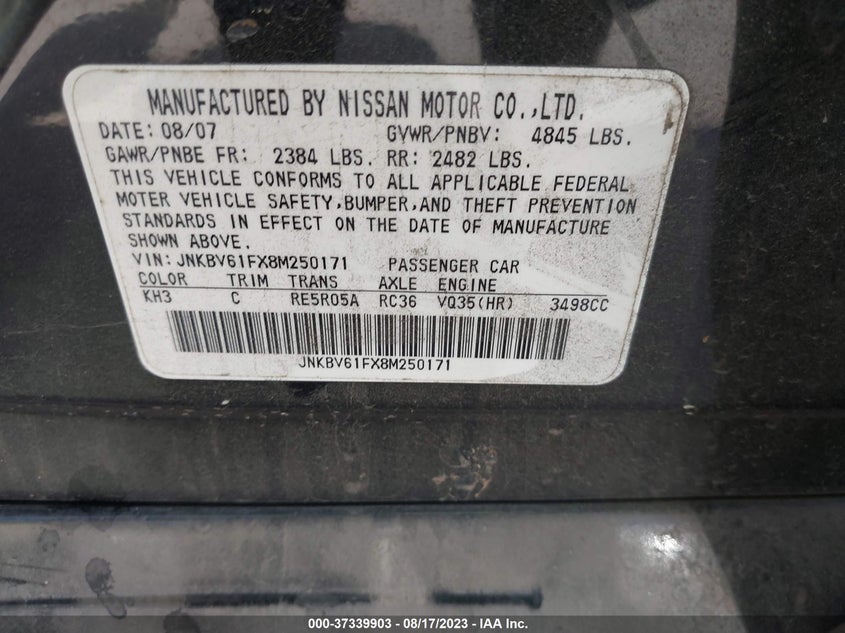 MANUFACTURED BY NISSAN MOTOR CO.,LTD.
DATE: 08/07 GVWR/PNBV: 4845 LBS.
GAWR/PNBE FR: 2384 LBS. RR: 2482 LBS.
THIS VEHICLE CONFORMS TO ALL APPLICABLE FEDERAL
MOTER VEHICLE SAFETY,BUMPER,AND THEFT PREVENTION
STANDARDS IN EFFECT ON THE DATE OF MANUFACTURE
SHOWN ABOVE.
VIN: JNKBV61FX8M250171 PASSENGER CAR
COLOR TRIM TRANS AXLE ENGINE
KH3 C RE5R05A RC36 VQ35(HR) 3498CC
JNKBV61FX8M250171
000-37339903 - 08/17/2023 - IAA Inc.